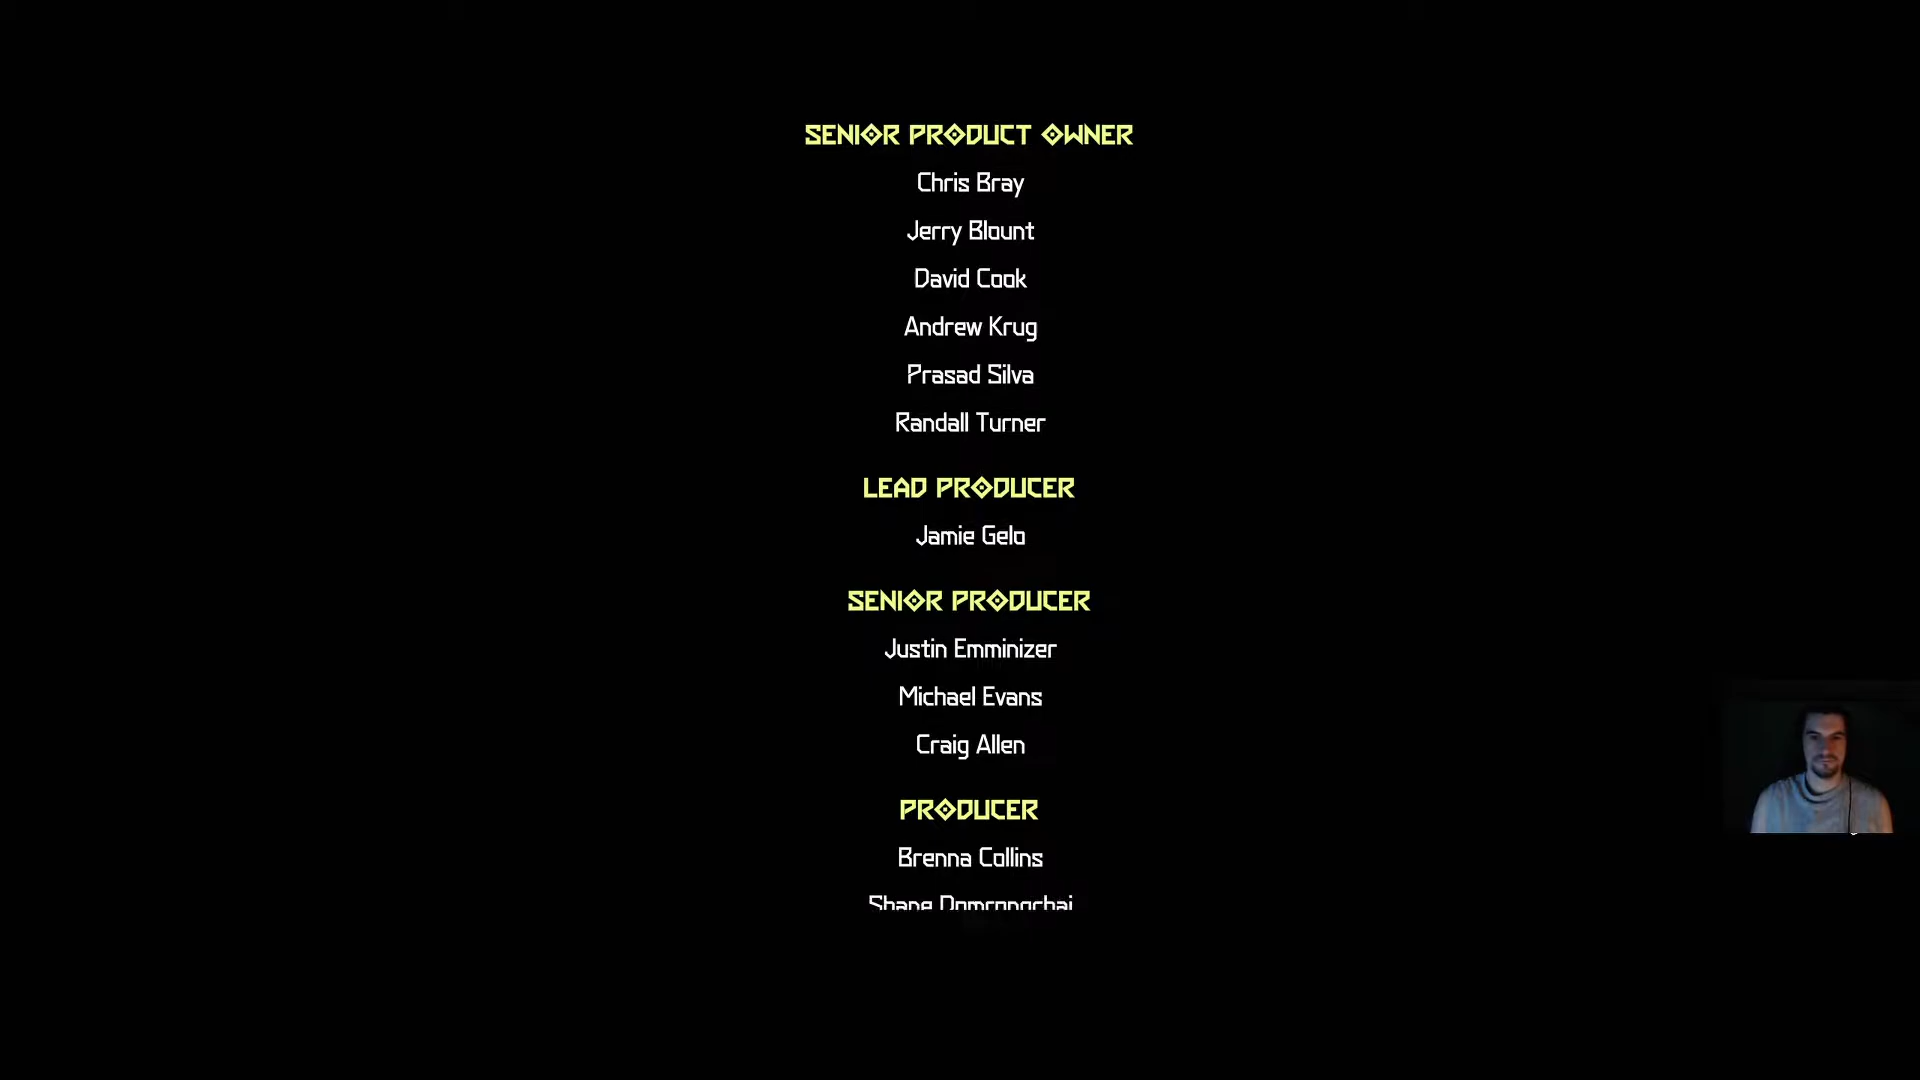 SENIOR PRODUCT OWNER
Chris Bray
Jerry Blount
David Cook
Andrew Krug
Prasad Silva
Randall Turner
LEAD PRODUCER
Jamie Gelo
SENIOR PRODUCER
Justin Emminizer
Michael Evans
Craig Allen
PRODUCER
Brenna Collins
Shane